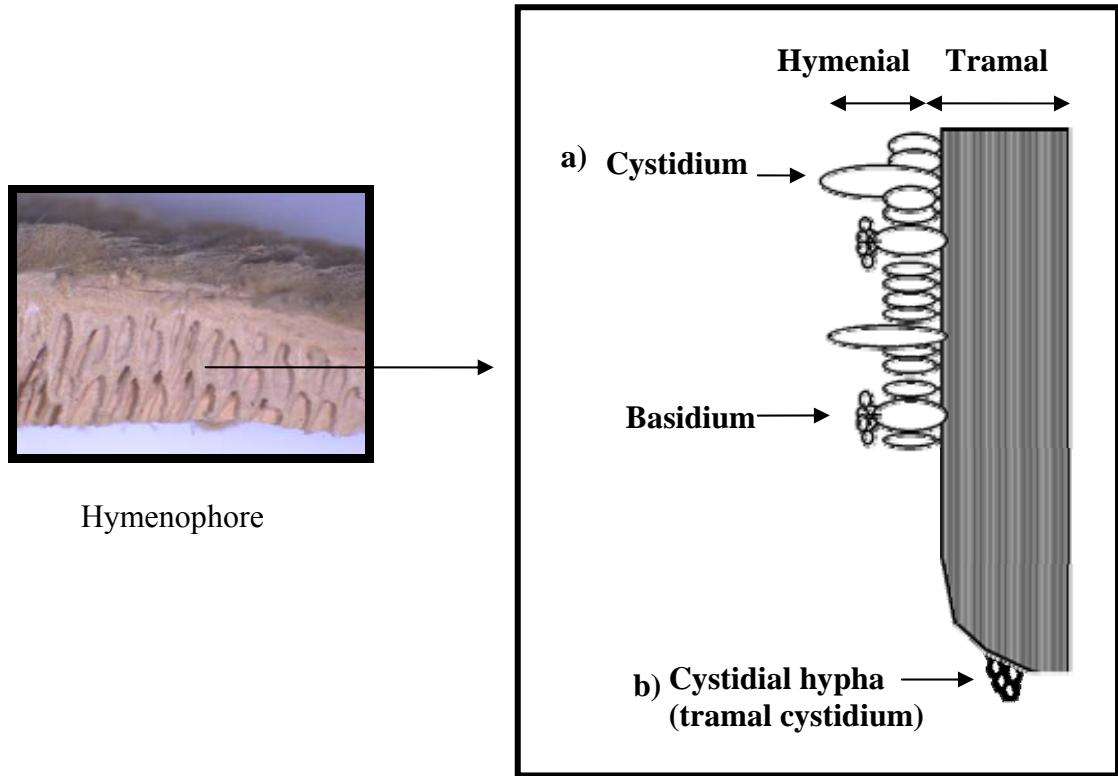 Hymenial Tramal
a) Cystidium
Basidium
Hymenophore
b) Cystidial hypha
(tramal cystidium)